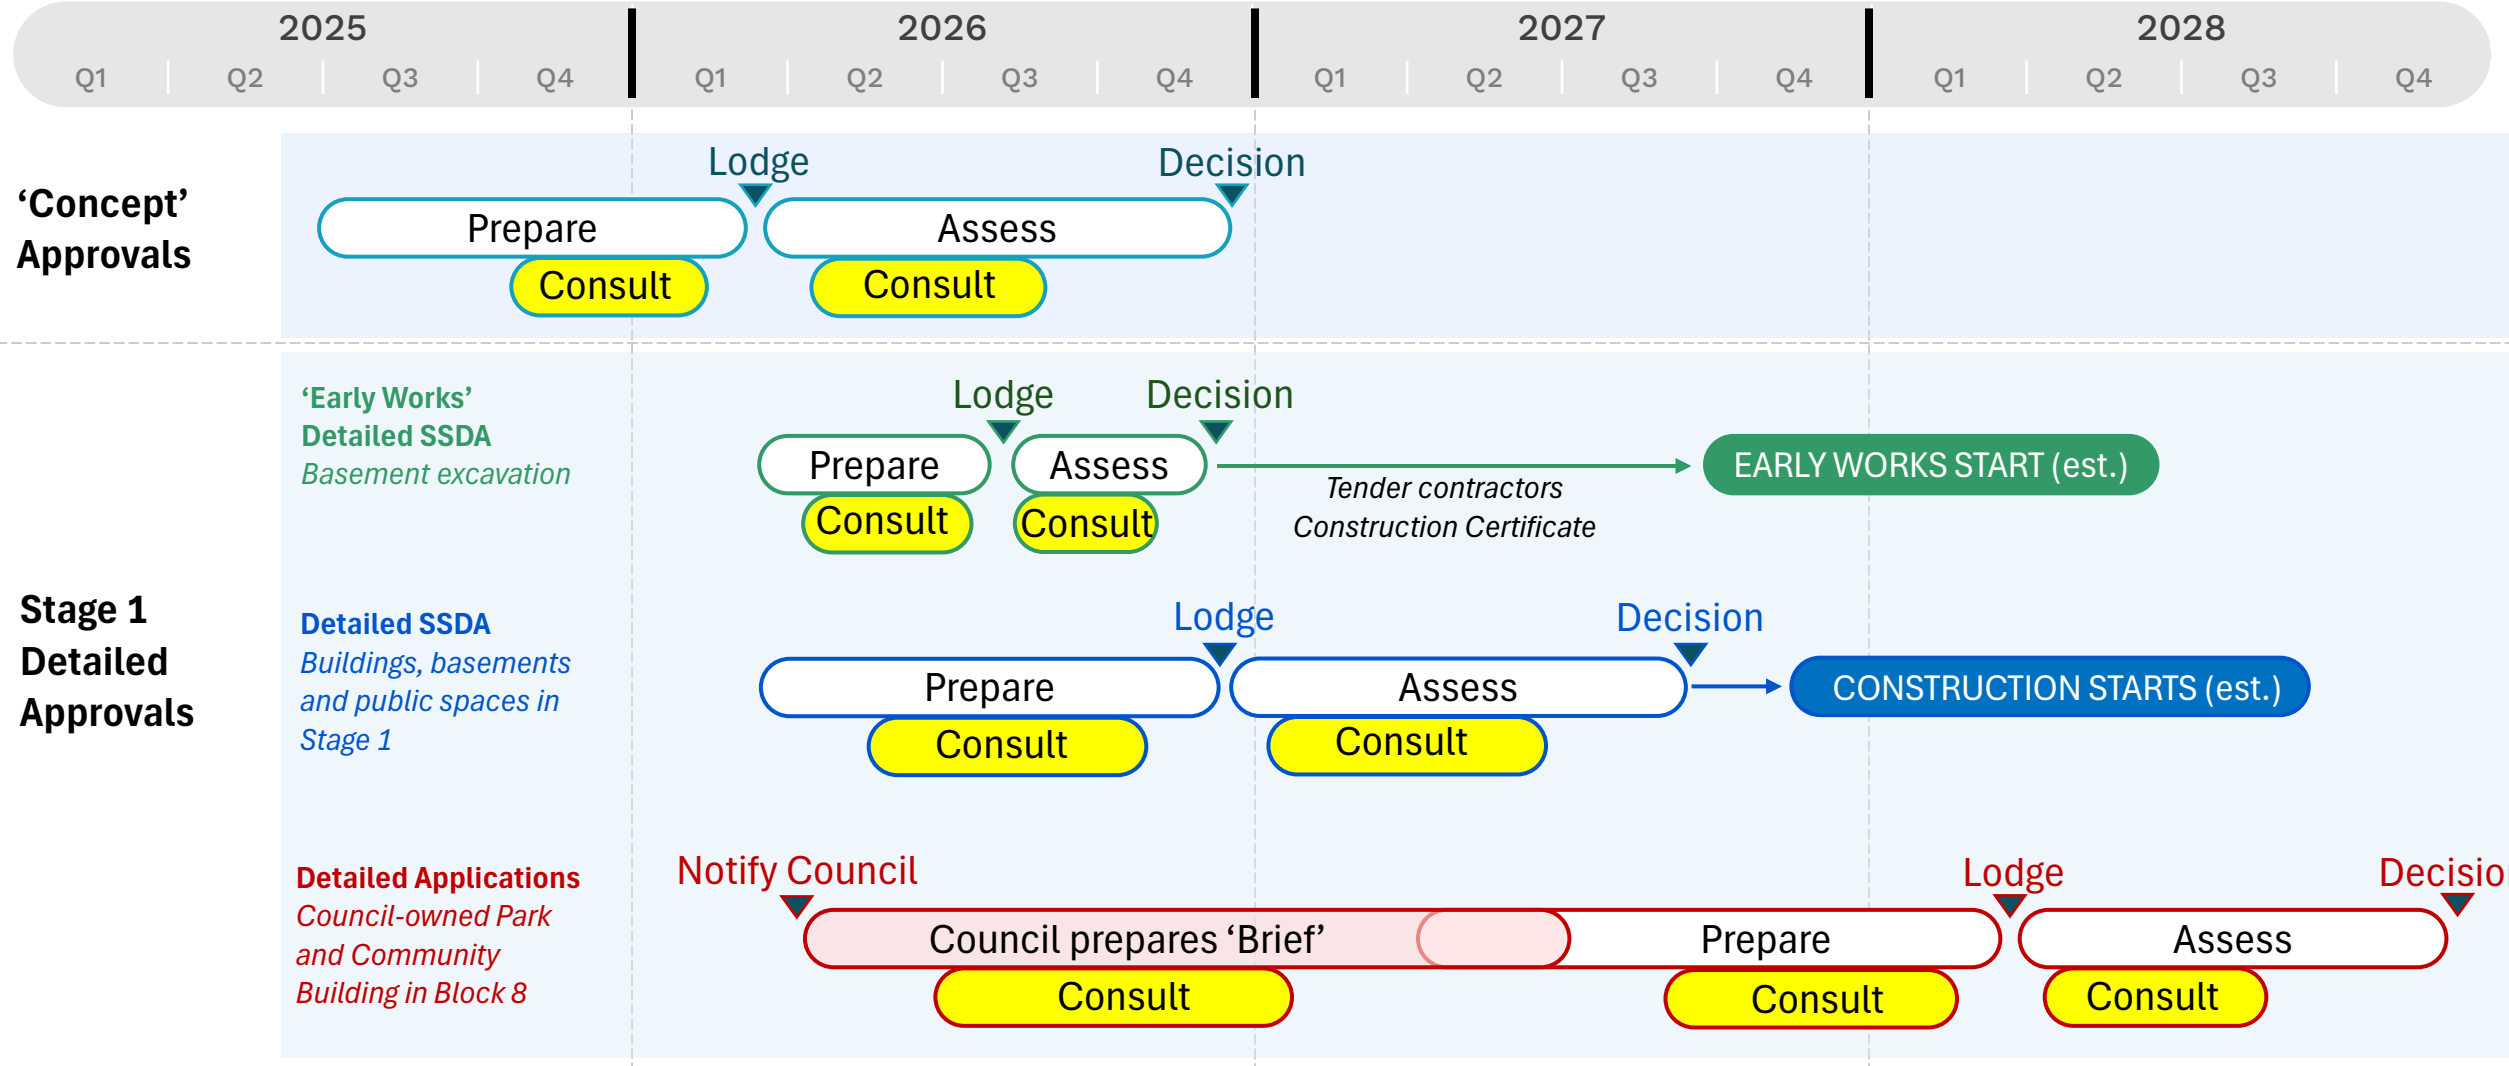 2025 2026 2027 2028
Q1 Q2 Q3 Q4 Q1 Q2 Q3 Q4 Q1 Q2 Q3 Q4 Q1 Q2 Q3 Q4
‘Concept’
Approvals
Lodge Decision
Prepare Assess
Consult Consult
Stage 1
Detailed
Approvals
‘Early Works’
Detailed SSDA
Basement excavation
Lodge Decision
Prepare Assess EARLY WORKS START (est.)
Consult Consult
Tender contractors
Construction Certificate
Detailed SSDA
Buildings, basements
and public spaces in
Stage 1
Lodge Decision
Prepare Assess CONSTRUCTION STARTS (est.)
Consult Consult
Detailed Applications
Council-owned Park
and Community
Building in Block 8
Notify Council Lodge Decisio
Council prepares ‘Brief’ Prepare Assess
Consult Consult Consult